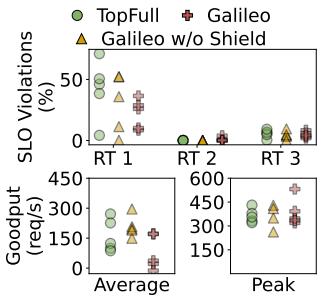 TopFull Galileo
Galileo w/o Shield
SLO Violations
(%)
50
0
RT 1 RT 2 RT 3
Goodput
(req/s)
450
300
150
0
Average
600
450
300
150
Peak